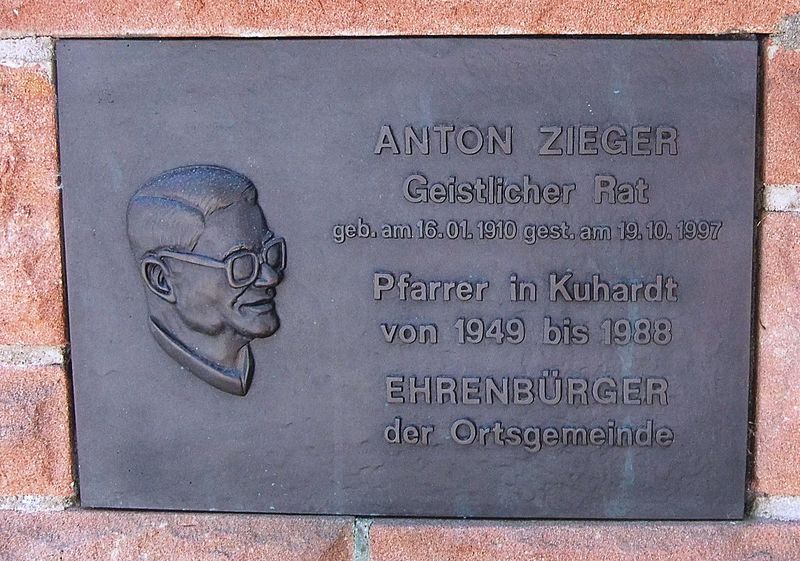 ANTON ZIEGER
Geistlicher Rat
geb. am 16.01. 1910 gest. am 19.10. 1997
Pfarrer in Kuhardt
von 1949 bis 1988
EHRENBÜRGER
der Ortsgemeinde